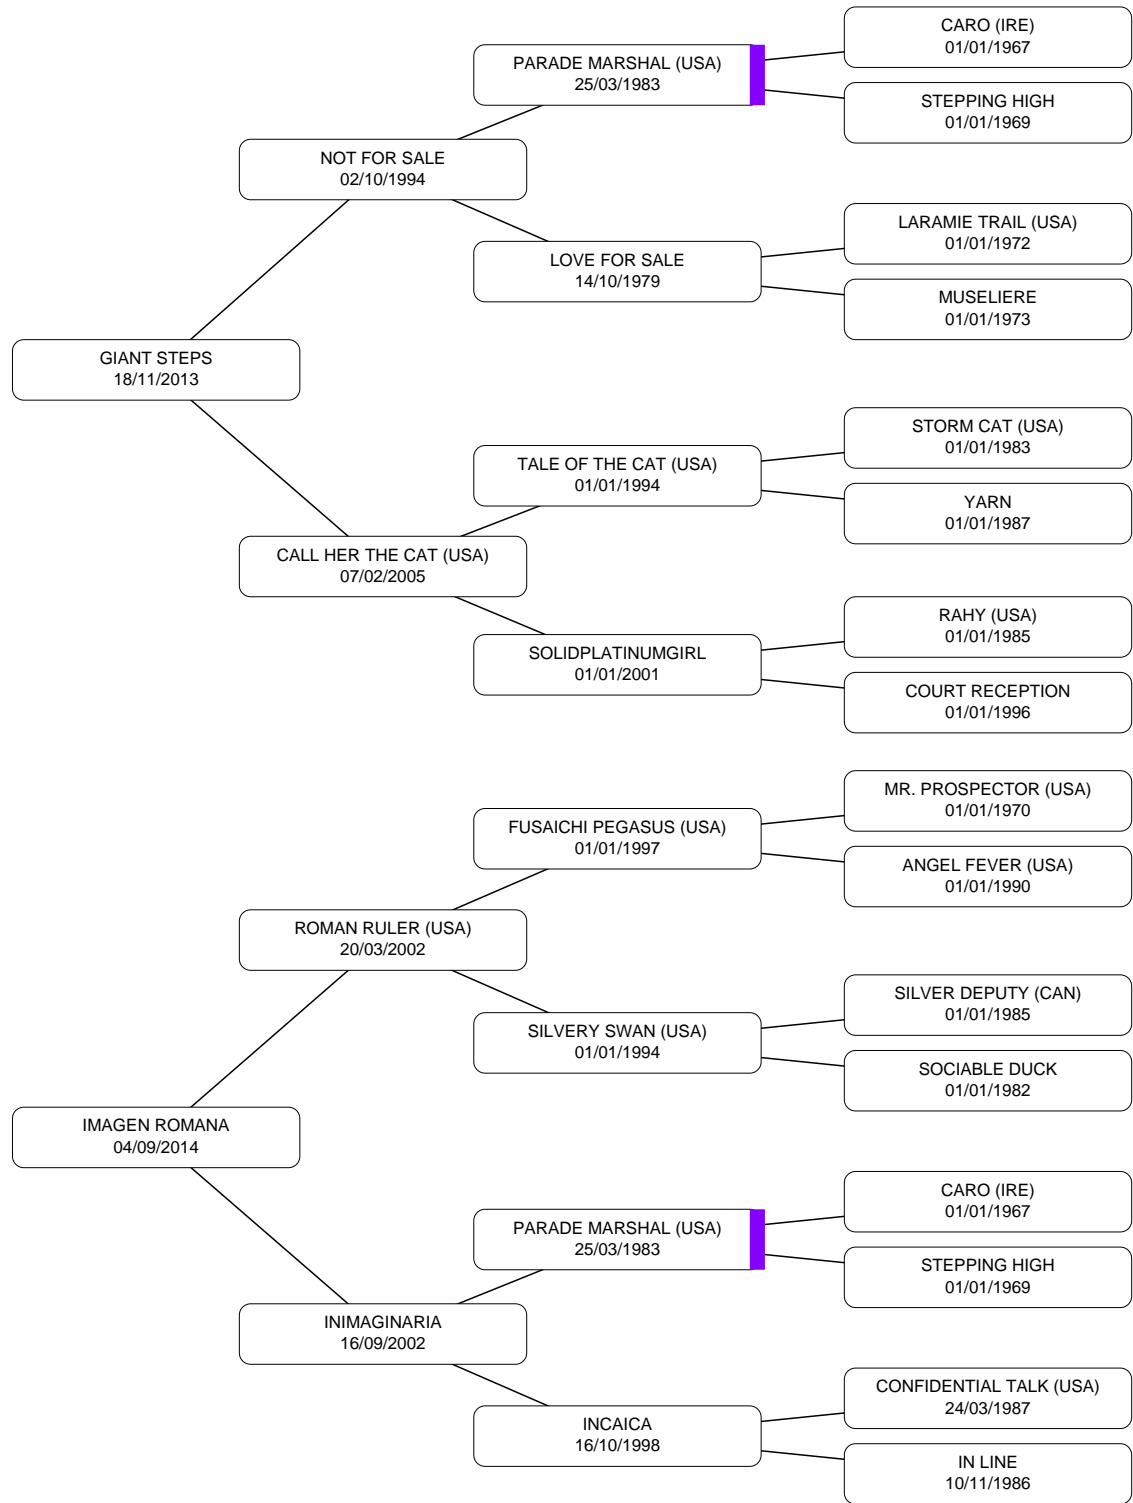 CARO (IRE)
01/01/1967
PARADE MARSHAL (USA)
25/03/1983
STEPPING HIGH
01/01/1969
NOT FOR SALE
02/10/1994
LARAMIE TRAIL (USA)
01/01/1972
LOVE FOR SALE
14/10/1979
MUSELIERE
01/01/1973
GIANT STEPS
18/11/2013
STORM CAT (USA)
01/01/1983
TALE OF THE CAT (USA)
01/01/1994
YARN
01/01/1987
CALL HER THE CAT (USA)
07/02/2005
RAHY (USA)
01/01/1985
SOLIDPLATINUMGIRL
01/01/2001
COURT RECEPTION
01/01/1996
MR. PROSPECTOR (USA)
01/01/1970
FUSAICHI PEGASUS (USA)
01/01/1997
ANGEL FEVER (USA)
01/01/1990
ROMAN RULER (USA)
20/03/2002
SILVER DEPUTY (CAN)
01/01/1985
SILVERY SWAN (USA)
01/01/1994
SOCIABLE DUCK
01/01/1982
IMAGEN ROMANA
04/09/2014
CARO (IRE)
01/01/1967
PARADE MARSHAL (USA)
25/03/1983
STEPPING HIGH
01/01/1969
INIMAGINARIA
16/09/2002
CONFIDENTIAL TALK (USA)
24/03/1987
INCAICA
16/10/1998
IN LINE
10/11/1986